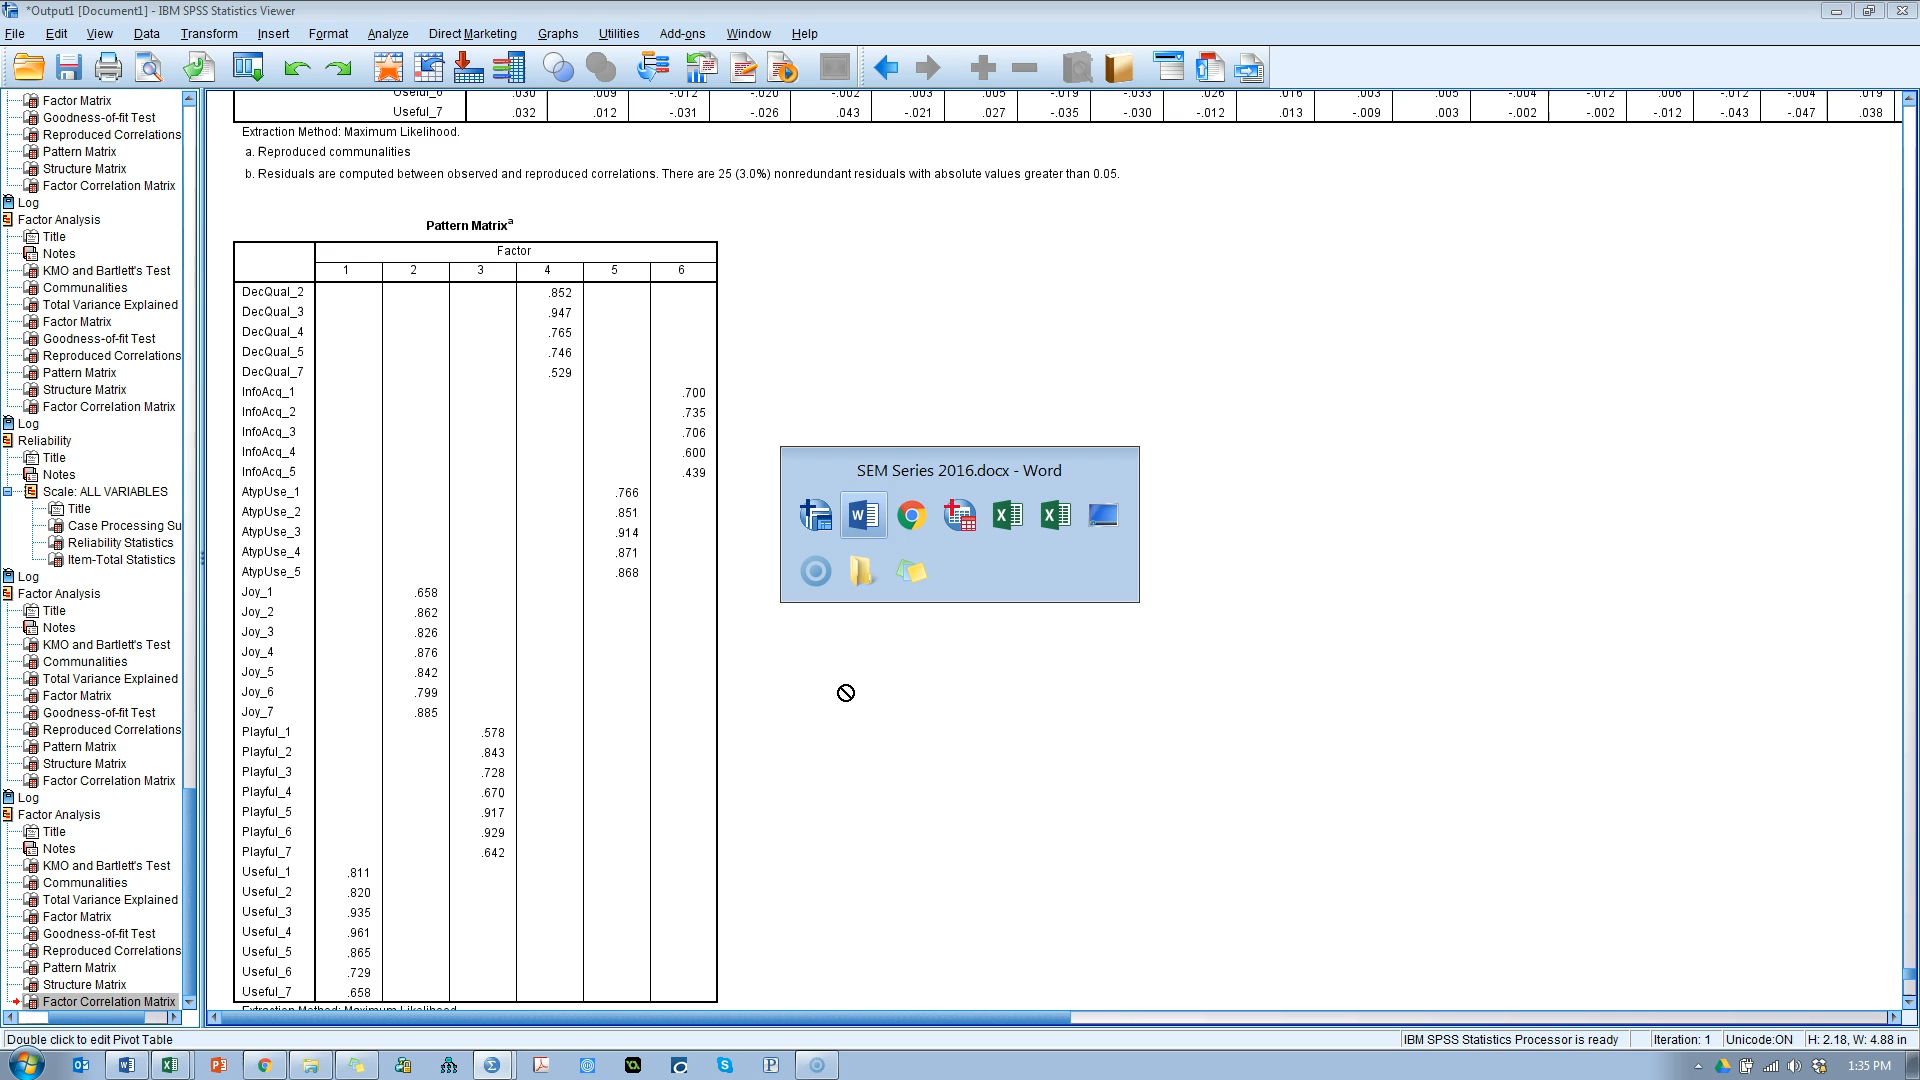 *Output1 [Document1] - IBM SPSS Statistics Viewer
File Edit View Data Transform Insert Format Analyze Direct Marketing Graphs Utilities Add-ons Window Help
Factor Matrix
Goodness-of-fit Test
Reproduced Correlations
Pattern Matrix
Structure Matrix
Factor Correlation Matrix
Log
Factor Analysis
Title
Notes
KMO and Bartlett's Test
Communalities
Total Variance Explained
Factor Matrix
Goodness-of-fit Test
Reproduced Correlations
Pattern Matrix
Structure Matrix
Factor Correlation Matrix
Log
Reliability
Title
Notes
Scale: ALL VARIABLES
Title
Case Processing Su
Reliability Statistics
Item-Total Statistics
Log
Factor Analysis
Title
Notes
KMO and Bartlett's Test
Communalities
Total Variance Explained
Factor Matrix
Goodness-of-fit Test
Reproduced Correlations
Pattern Matrix
Structure Matrix
Factor Correlation Matrix
Log
Factor Analysis
Title
Notes
KMO and Bartlett's Test
Communalities
Total Variance Explained
Factor Matrix
Goodness-of-fit Test
Reproduced Correlations
Pattern Matrix
Structure Matrix
Factor Correlation Matrix
Useful_7 .032 .012 -.031 -.026 .043 -.021 .027 -.035 -.030 -.012 .013 -.009 .003 -.002 -.002 -.012 -.043 -.047 .038
Extraction Method: Maximum Likelihood.
a. Reproduced communalities
b. Residuals are computed between observed and reproduced correlations. There are 25 (3.0%) nonredundant residuals with absolute values greater than 0.05.
Pattern Matrixa
Factor
1 2 3 4 5 6
DecQual_2 .852
DecQual_3 .947
DecQual_4 .765
DecQual_5 .746
DecQual_7 .529
InfoAcq_1 .700
InfoAcq_2 .735
InfoAcq_3 .706
InfoAcq_4 .600
InfoAcq_5 .439
AtypUse_1 .766
AtypUse_2 .851
AtypUse_3 .914
AtypUse_4 .871
AtypUse_5 .868
Joy_1 .658
Joy_2 .862
Joy_3 .826
Joy_4 .876
Joy_5 .842
Joy_6 .799
Joy_7 .885
Playful_1 .578
Playful_2 .843
Playful_3 .728
Playful_4 .670
Playful_5 .917
Playful_6 .929
Playful_7 .642
Useful_1 .811
Useful_2 .820
Useful_3 .935
Useful_4 .961
Useful_5 .865
Useful_6 .729
Useful_7 .658
SEM Series 2016.docx - Word
Double click to edit Pivot Table
IBM SPSS Statistics Processor is ready Iteration: 1 Unicode:ON H: 2.18, W: 4.88 in
1:35 PM